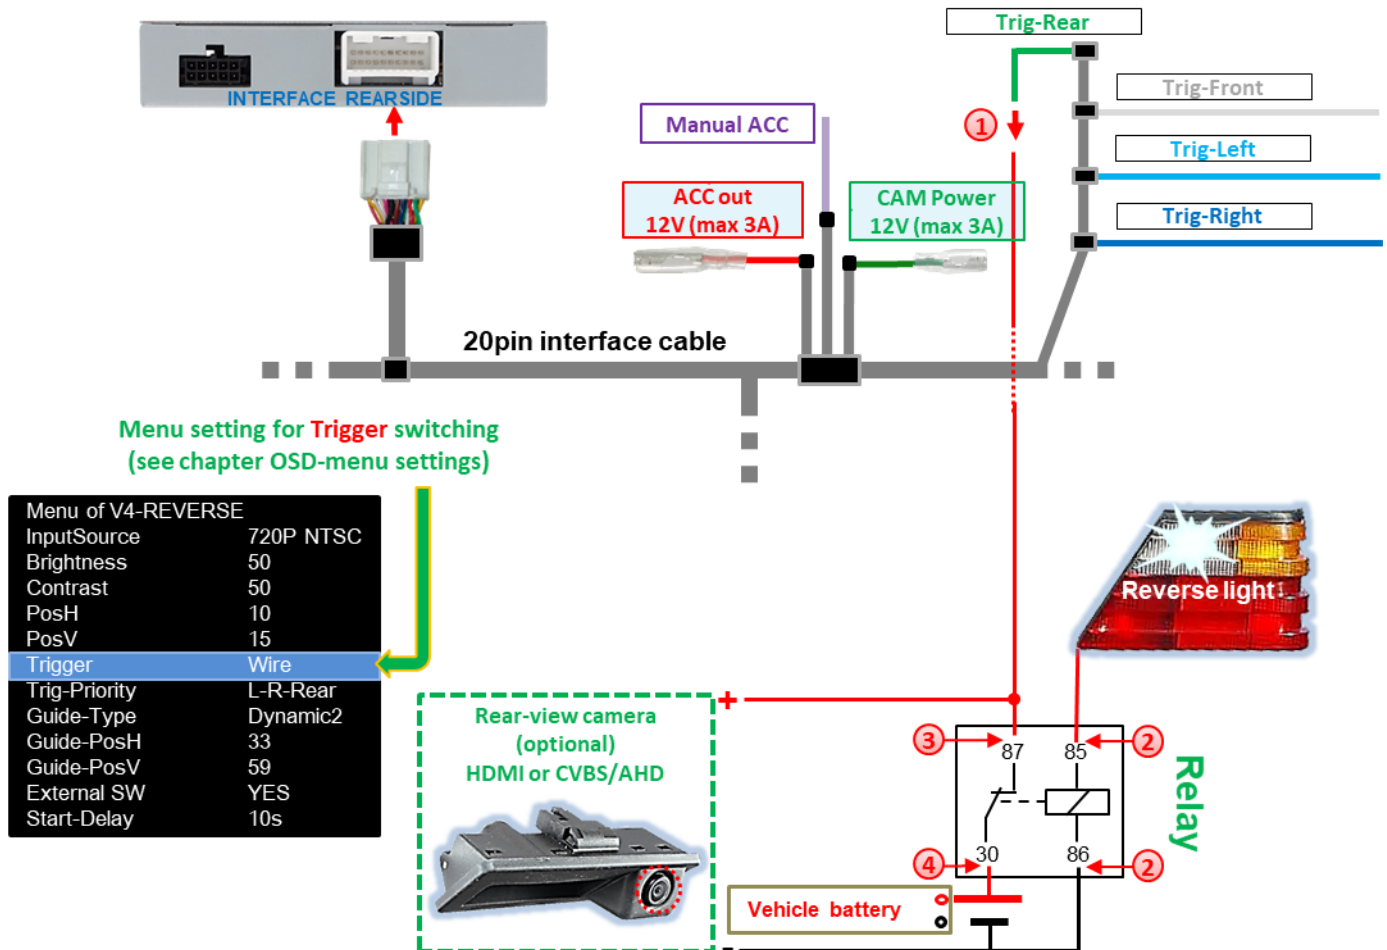 Trig-Rear
INTERFACE REARSIDE
Trig-Front
Manual ACC
1
Trig-Left
ACC out
12V (max 3A)
CAM Power
12V (max 3A)
Trig-Right
20pin interface cable
Menu setting for Trigger switching
(see chapter OSD-menu settings)
Menu of V4-REVERSE
InputSource 720P NTSC
Brightness 50
Contrast 50
PosH 10
PosV 15
Trigger Wire
Trig-Priority L-R-Rear
Guide-Type Dynamic2
Guide-PosH 33
Guide-PosV 59
External SW YES
Start-Delay 10s
Reverse light
+
Rear-view camera
(optional)
HDMI or CVBS/AHD
3
87
85
2
Relay
4
30
86
2
Vehicle battery
-